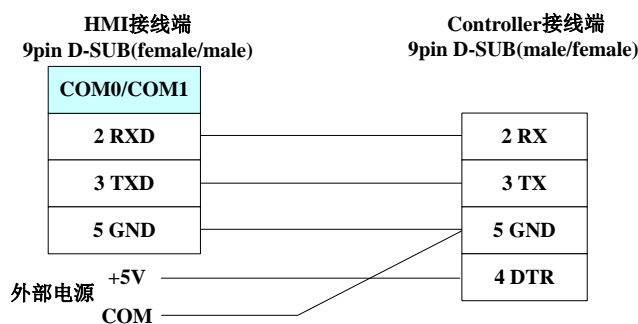 HMI接线端
9pin D-SUB(female/male)
Controller接线端
9pin D-SUB(male/female)
COM0/COM1
2 RXD
2 RX
3 TXD
3 TX
5 GND
5 GND
外部电源
+5V
4 DTR
COM